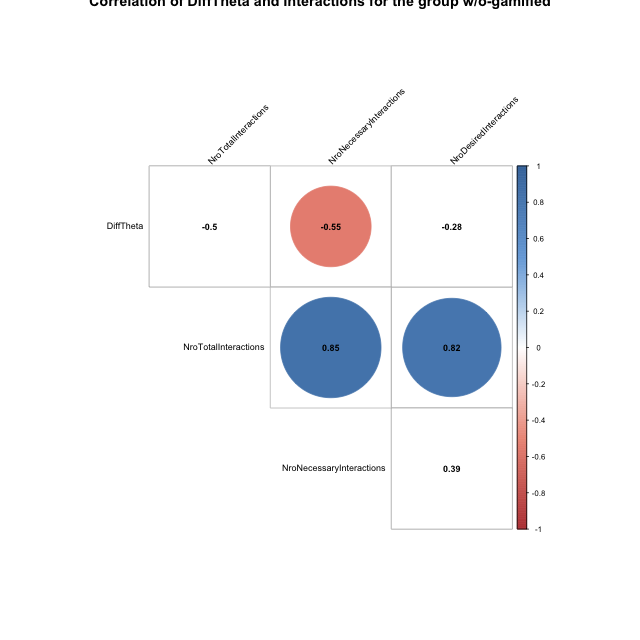 Correlation of DiffTheta and Interactions for the group w/o-gamified
NroTotalInteractions
NroNecessaryInteractions
NroDesiredInteractions
DiffTheta
-0.5
-0.55
-0.28
NroTotalInteractions
0.85
0.82
NroNecessaryInteractions
0.39
1
0.8
0.6
0.4
0.2
0
-0.2
-0.4
-0.6
-0.8
-1